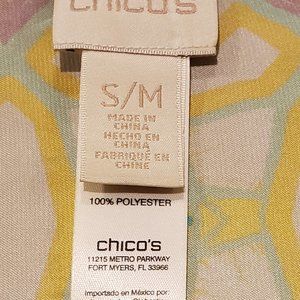 chico's
S/M
MADE IN
CHINA
HECHO EN
CHINA
FABRIQUÉ EN
CHINE
100% POLYESTER
chico's
11215 METRO PARKWAY
FORT MYERS, FL 33966
Importado en México por: